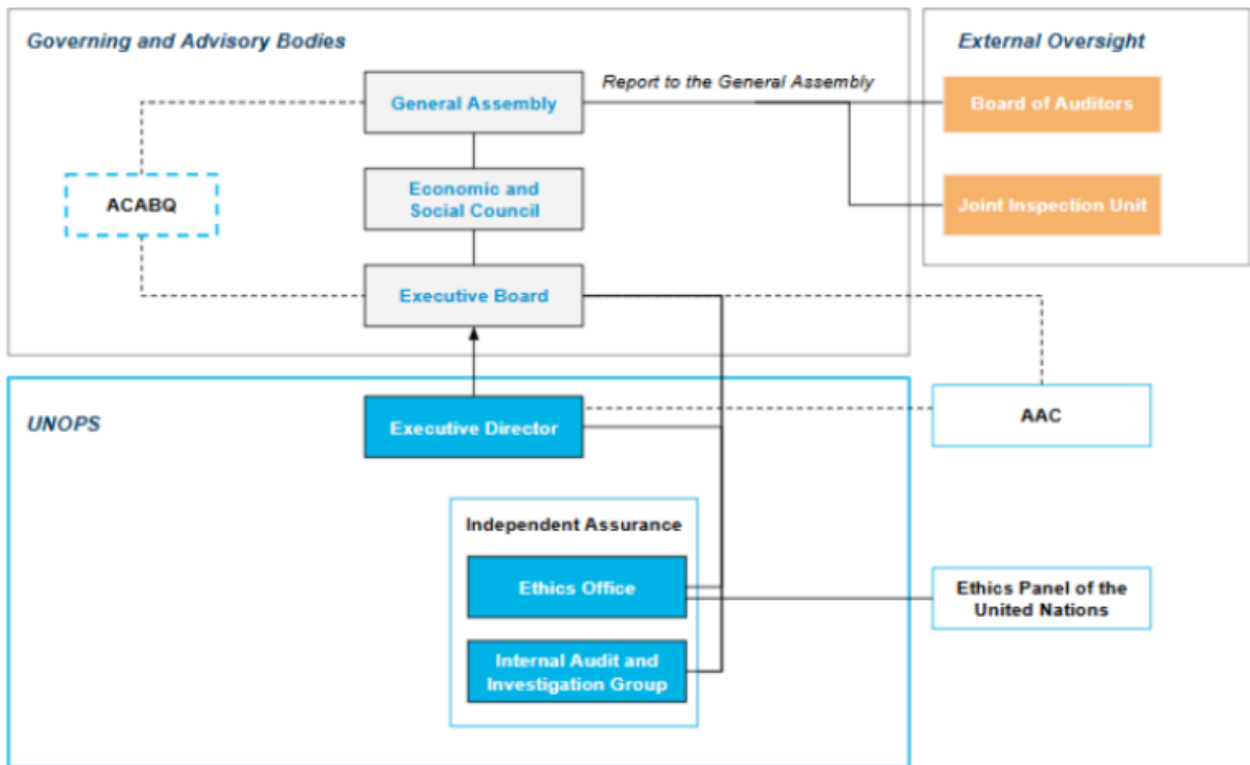 Governing and Advisory Bodies
External Oversight
General Assembly
Report to the General Assembly
Board of Auditors
ACABQ
Economic and
Social Council
Joint Inspection Unit
Executive Board
UNOPS
Executive Director
AAC
Independent Assurance
Ethics Office
Ethics Panel of the
United Nations
Internal Audit and
Investigation Group